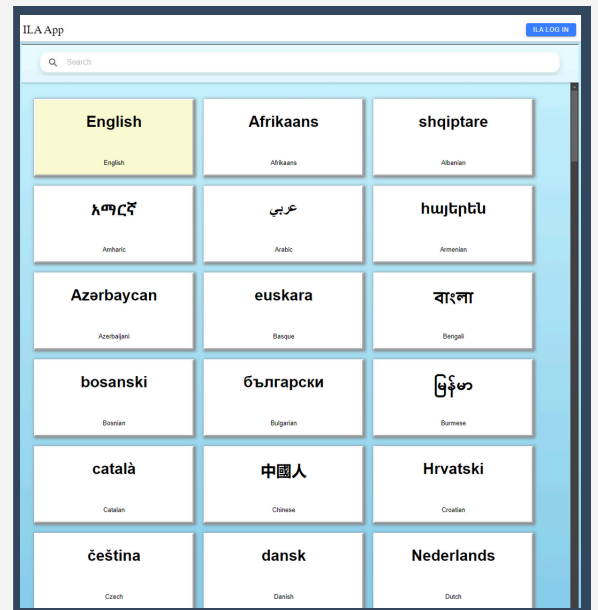 ILA App
ILA LOG IN
Search
English
English
Afrikaans
Afrikaans
shqiptare
Albanian
አማርኛ
Amharic
عربي
Arabic
հայերեն
Armenian
Azərbaycan
Azerbaijani
euskara
Basque
বাংলা
Bengali
bosanski
Bosnian
български
Bulgarian
မြန်မာ
Burmese
català
Catalan
中國人
Chinese
Hrvatski
Croatian
čeština
Czech
dansk
Danish
Nederlands
Dutch